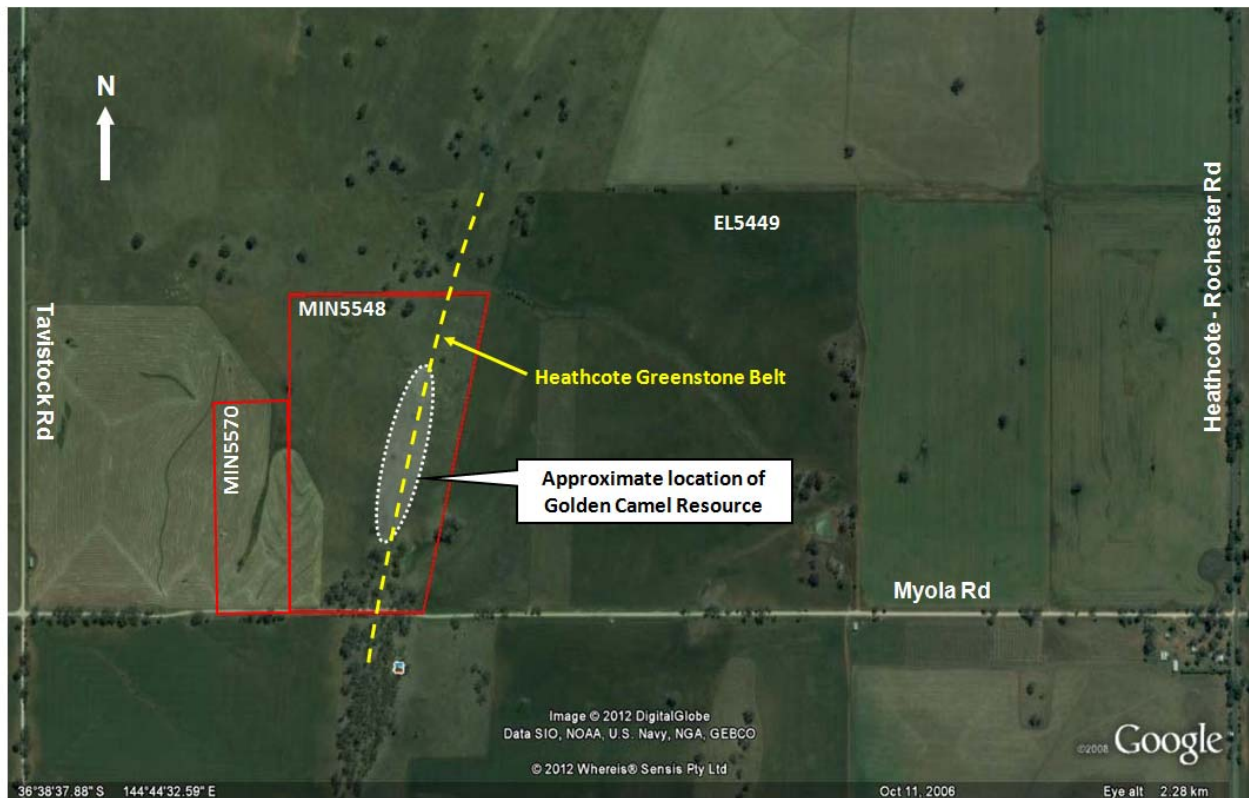 N
EL5449
MIN5548
Heathcote Greenstone Belt
Tavistock Rd
Heathcote - Rochester Rd
MIN5570
Approximate location of
Golden Camel Resource
Myola Rd
Image © 2012 DigitalGlobe
Data SIO, NOAA, U.S. Navy, NGA, GEBCO
© 2012 Whereis® Sensis Pty Ltd
©2008 Google
36°38'37.88" S 144°44'32.59" E Oct 11, 2006 Eye alt 2.28 km